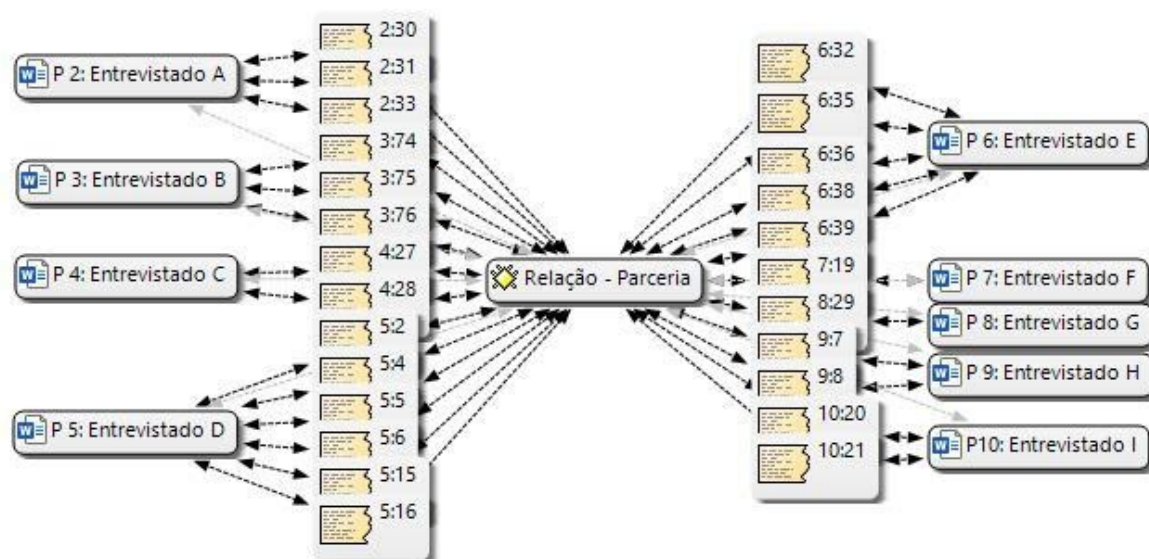 P 2: Entrevistado A
P 3: Entrevistado B
P 4: Entrevistado C
P 5: Entrevistado D
2:30
2:31
2:33
3:74
3:75
3:76
4:27
4:28
5:2
5:4
5:5
5:6
5:15
5:16
Relação - Parceria
6:32
6:35
6:36
6:38
6:39
7:19
8:29
9:7
9:8
10:20
10:21
P 6: Entrevistado E
P 7: Entrevistado F
P 8: Entrevistado G
P 9: Entrevistado H
P10: Entrevistado I